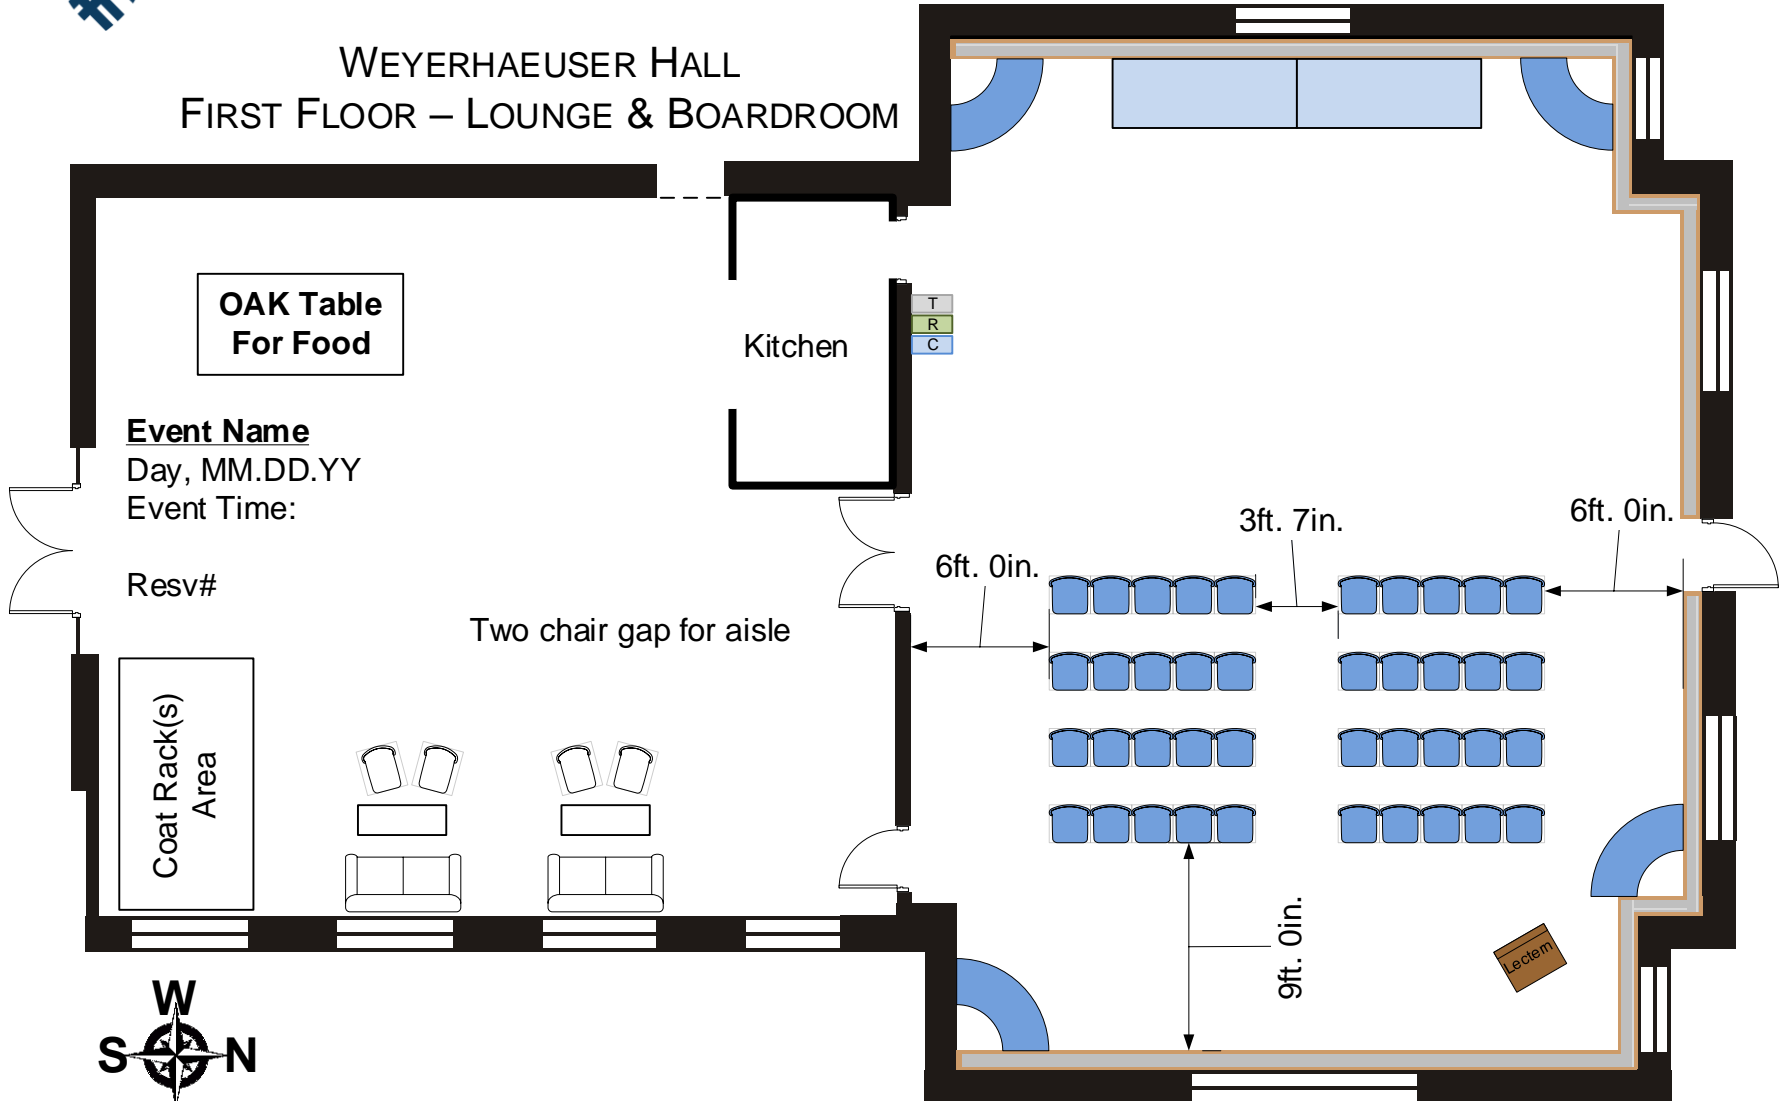 WEYERHAEUSER HALL
FIRST FLOOR – LOUNGE & BOARDROOM
OAK Table
For Food
Kitchen
T
R
C
Event Name
Day, MM.DD.YY
Event Time:
Resv#
Two chair gap for aisle
6ft. 0in.
3ft. 7in.
6ft. 0in.
Coat Rack(s)
Area
9ft. 0in.
Lectern
W
S
N